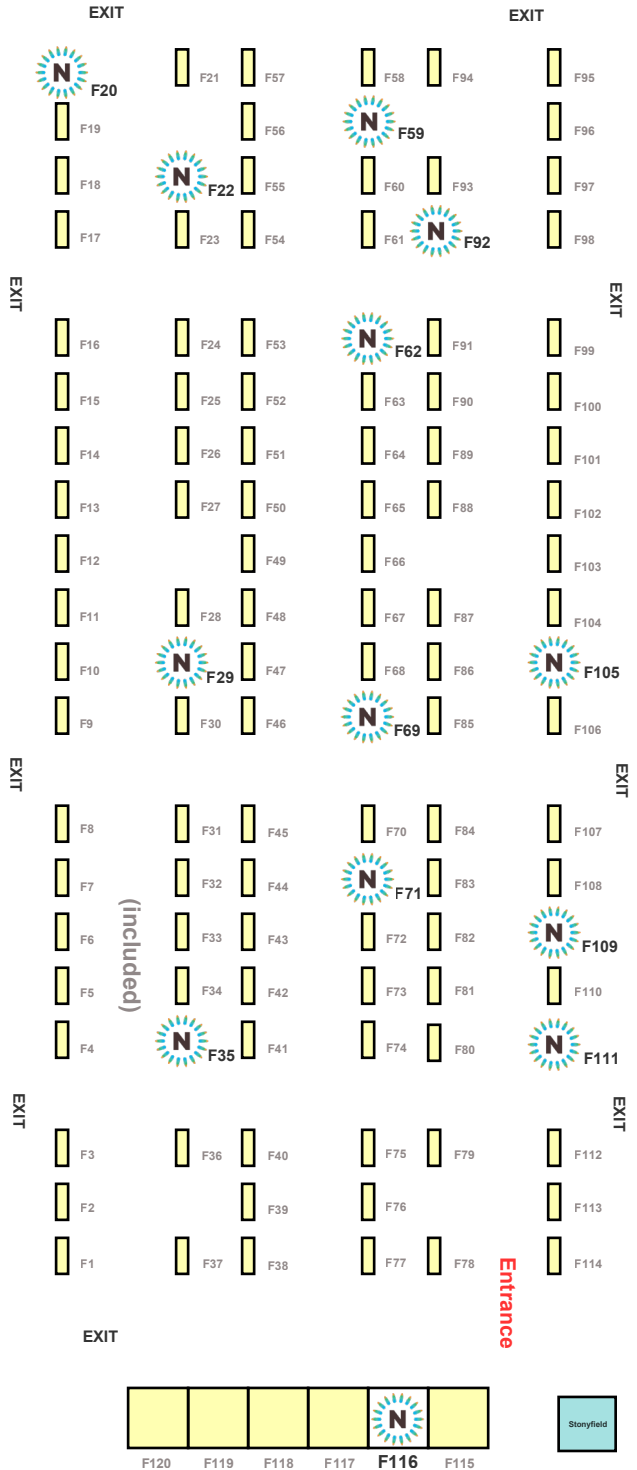 EXIT EXIT
N F20 F21 F57 F58 F94 F95
F19 F56 N F59 F96
F18 N F22 F55 F60 F93 F97
F17 F23 F54 F61 N F92 F98
EXIT EXIT
F16 F24 F53 N F62 F91 F99
F15 F25 F52 F63 F90 F100
F14 F26 F51 F64 F89 F101
F13 F27 F50 F65 F88 F102
F12 F49 F66 F103
F11 F28 F48 F67 F87 F104
F10 N F29 F47 F68 F86 N F105
F9 F30 F46 N F69 F85 F106
EXIT EXIT
F8 F31 F45 F70 F84 F107
F7 F32 F44 N F71 F83 F108
(included)
F6 F33 F43 F72 F82 N F109
F5 F34 F42 F73 F81 F110
F4 N F35 F41 F74 F80 N F111
EXIT EXIT
F3 F36 F40 F75 F79 F112
F2 F39 F76 F113
F1 F37 F38 F77 F78 F114
Entrance
EXIT
N Stonyfield
F120 F119 F118 F117 F116 F115